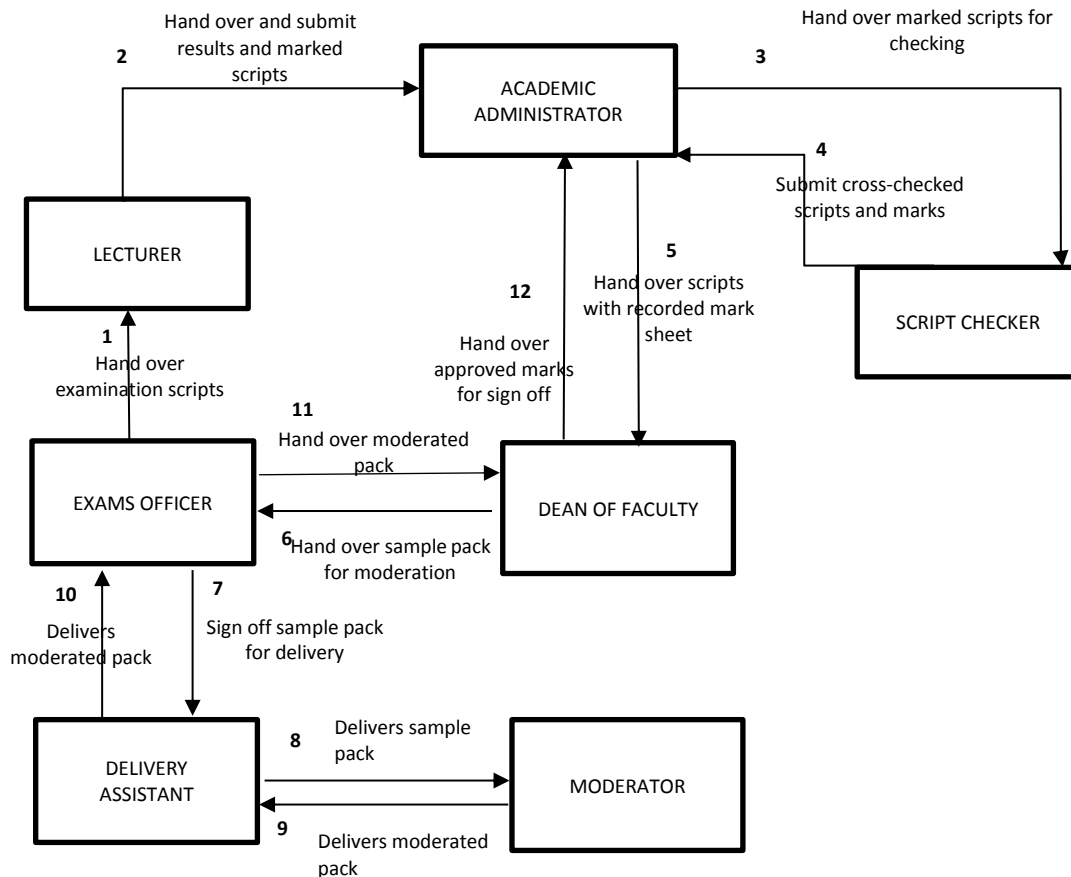 Hand over and submit
results and marked
scripts
2
Hand over marked scripts for
checking
3
ACADEMIC
ADMINISTRATOR
4
Submit cross-checked
scripts and marks
LECTURER
5
Hand over scripts
with recorded mark
sheet
12
Hand over
approved marks
for sign off
SCRIPT CHECKER
1
Hand over
examination scripts
11
Hand over moderated
pack
EXAMS OFFICER
DEAN OF FACULTY
6
Hand over sample pack
for moderation
10
Delivers
moderated pack
7
Sign off sample pack
for delivery
8
Delivers sample
pack
DELIVERY
ASSISTANT
MODERATOR
9
Delivers moderated
pack